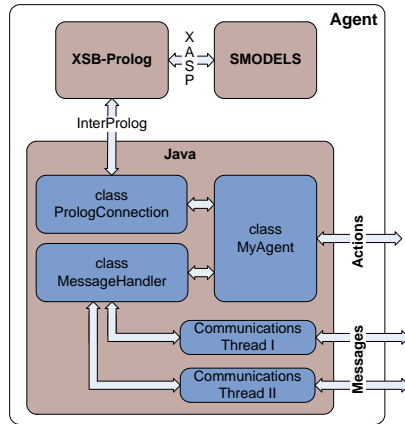 Agent
XSB-Prolog
XASP
SMODELS
InterProlog
Java
class
PrologConnection
class
MyAgent
class
MessageHandler
Actions
Communications
Thread I
Messages
Communications
Thread II